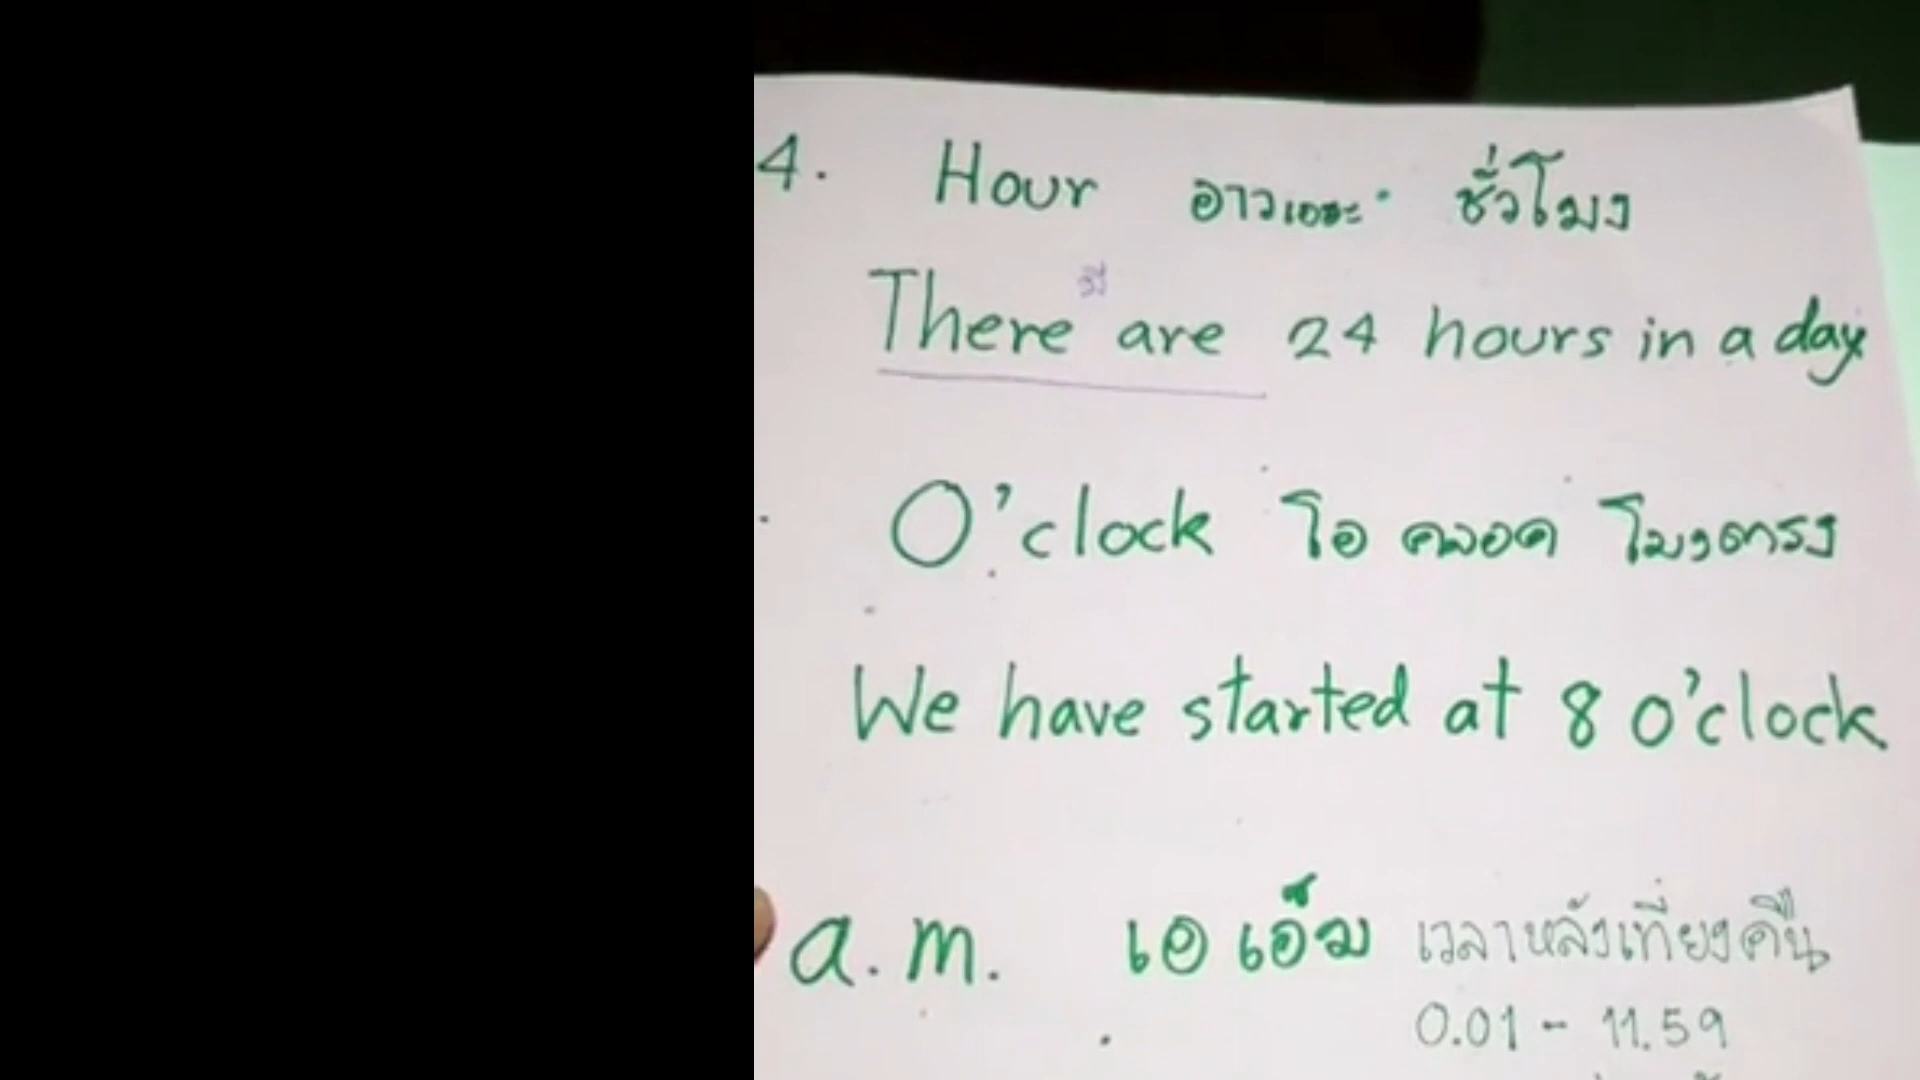 4. Hour อาวเออะ ชั่วโมง
มี
There are 24 hours in a day
O'clock โอ คลอค โมงตรง
We have started at 8 o'clock
a.m. เอ เอ็ม เวลาหลังเที่ยงคืน
0.01 - 11.59